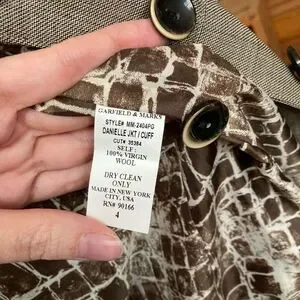 GARFIELD & MARKS
STYLE# MM-2404PG
DANIELLE JKT / CUFF
CUT# 35384
SELF:
100% VIRGIN
WOOL
DRY CLEAN
ONLY
MADE IN NEW YORK
CITY, USA
RN# 90166
4